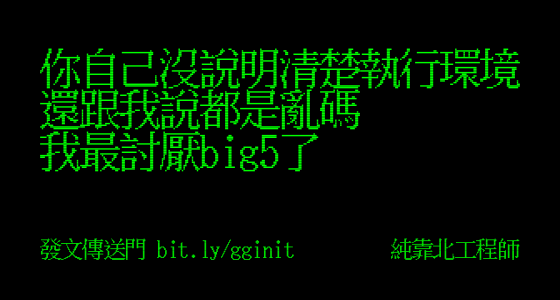 你自己沒說明清楚執行環境
還跟我說都是亂碼
我最討厭big5了
發文傳送門 bit.ly/gginit 純靠北工程師